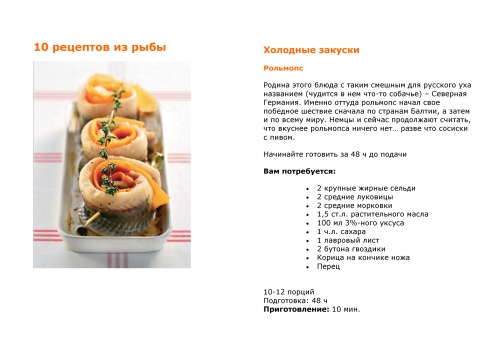 10 рецептов из рыбы
Холодные закуски
Рольмопс
Родина этого блюда с таким смешным для русского уха
названием (чудится в нем что-то собачье) – Северная
Германия. Именно оттуда рольмопс начал свое
победное шествие сначала по странам Балтии, а затем
и по всему миру. Немцы и сейчас продолжают считать,
что вкуснее рольмопса ничего нет… разве что сосиски
с пивом.
Начинайте готовить за 48 ч до подачи
Вам потребуется:
• 2 крупные жирные сельди
• 2 средние луковицы
• 2 средние морковки
• 1,5 ст.л. растительного масла
• 100 мл 3%-ного уксуса
• 1 ч.л. сахара
• 1 лавровый лист
• 2 бутона гвоздики
• Корица на кончике ножа
• Перец
10-12 порций
Подготовка: 48 ч
Приготовление: 10 мин.